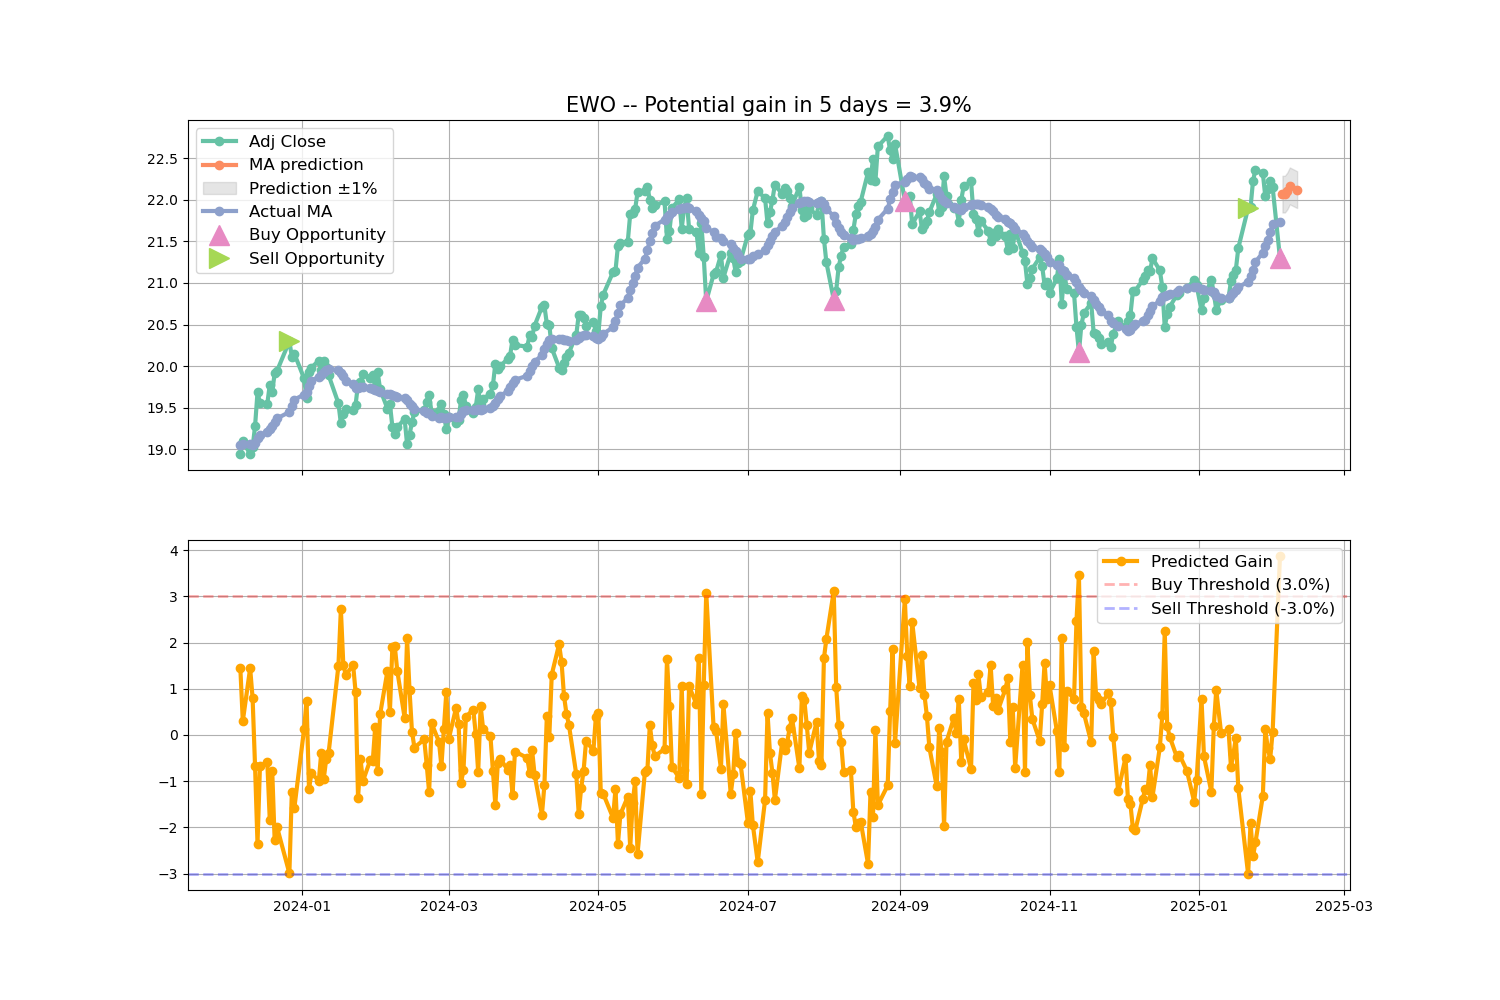 EWO -- Potential gain in 5 days = 3.9%
Adj Close
MA prediction
Prediction ±1%
Actual MA
Buy Opportunity
Sell Opportunity
22.5
22.0
21.5
21.0
20.5
20.0
19.5
19.0
Predicted Gain
Buy Threshold (3.0%)
Sell Threshold (-3.0%)
4
3
2
1
0
−1
−2
−3
2024-01
2024-03
2024-05
2024-07
2024-09
2024-11
2025-01
2025-03